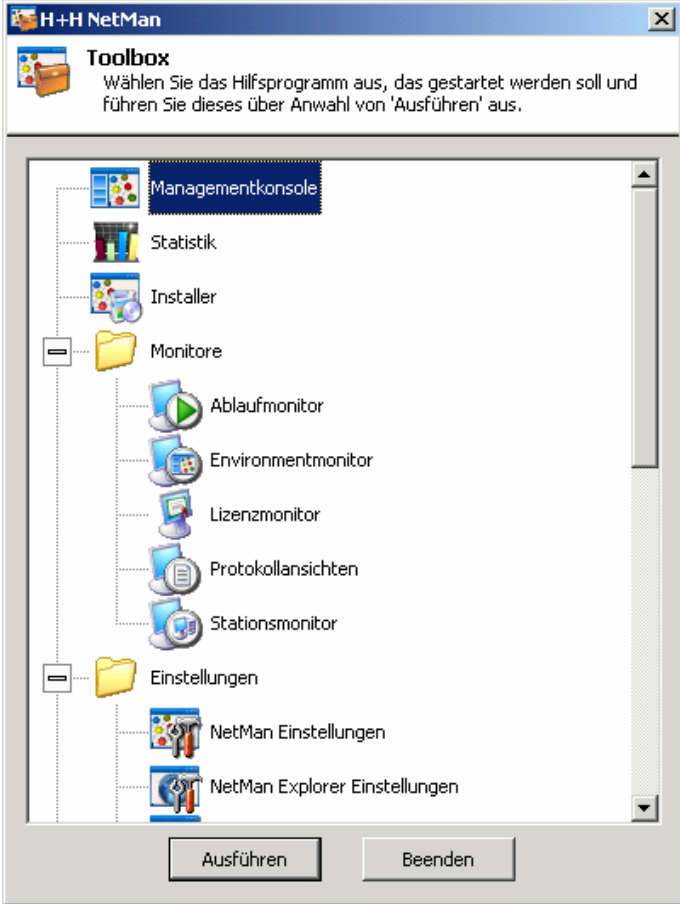 H+H NetMan
Toolbox
Wählen Sie das Hilfsprogramm aus, das gestartet werden soll und
führen Sie dieses über Anwahl von 'Ausführen' aus.
Managementkonsole
Statistik
Installer
Monitore
Ablaufmonitor
Environmentmonitor
Lizenzmonitor
Protokollansichten
Stationsmonitor
Einstellungen
NetMan Einstellungen
NetMan Explorer Einstellungen
Ausführen
Beenden